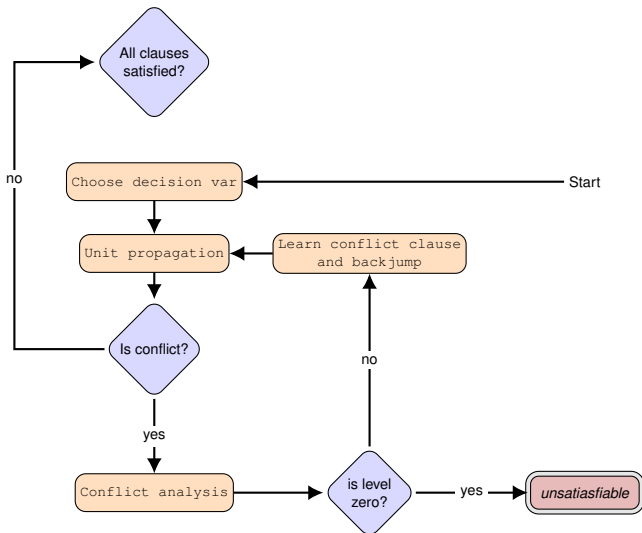 All clauses
satisfied?
no
Choose decision var
Start
Unit propagation
Learn conflict clause
and backjump
Is conflict?
no
yes
Conflict analysis
is level
zero?
yes
unsatiasfiable